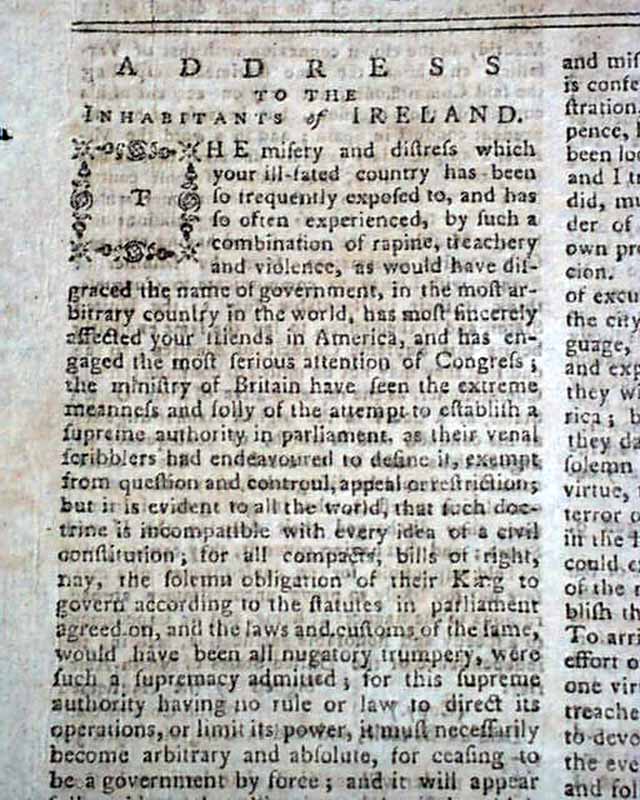 ADDRESS
TO THE
INHABITANTS of IRELAND.
THE miſery and diſtreſs which
your ill-fated country has been
ſo frequently expoſed to, and has
ſo often experienced, by ſuch a
combination of rapine, treachery
and violence, as would have diſ-
graced the name of government, in the moſt ar-
bitrary country in the world, has moſt ſincerely
affected your friends in America, and has en-
gaged the moſt ſerious attention of Congreſs;
the miniſtry of Britain have ſeen the extreme
meanneſs and folly of the attempt to eſtabliſh a
ſupreme authority in parliament, as their venal
ſcribblers had endeavoured to define it, exempt
from queſtion and controul, appeal or reſtriction;
but it is evident to all the world, that ſuch doc-
trine is incompatible with every idea of a civil
conſtitution; for all compacts, bills of right,
nay, the ſolemn obligation of their King to
govern according to the ſtatutes in parliament
agreed on, and the laws and cuſtoms of the ſame,
would have been all nugatory trumpery, were
ſuch a ſupremacy admitted; for this ſupreme
authority having no rule or law to direct its
operations, or limit its power, it muſt neceſſarily
become arbitrary and abſolute, for ceaſing to
be a government by force; and it will appear
and miſ
is confe
ſtration,
pence,
been loc
and I tr
did, mu
der of
own pro
cion.
of excu
the city
guage,
and exp
they w
rica; b
they da
ſolemn
virtue,
terror o
in the
could e
of the
bliſh th
To arri
effort o
one virt
treache
to devo
the eve
and fol